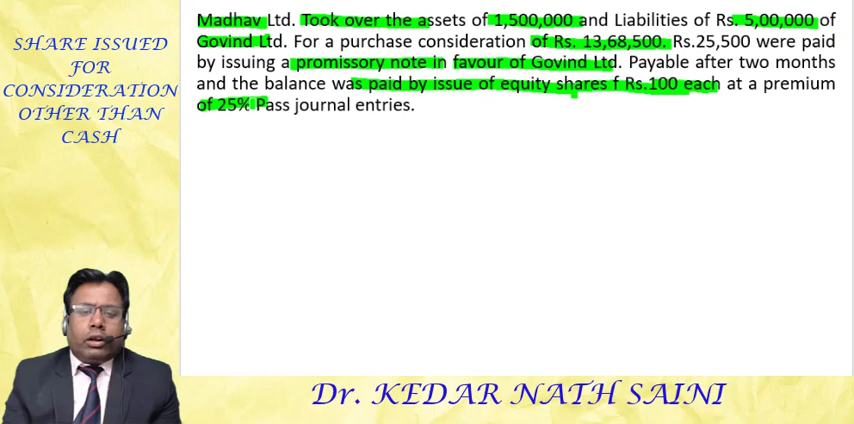 SHARE ISSUED
FOR
CONSIDERATION
OTHER THAN
CASH
Madhav Ltd. Took over the assets of 1,500,000 and Liabilities of Rs. 5,00,000 of
Govind Ltd. For a purchase consideration of Rs. 13,68,500. Rs.25,500 were paid
by issuing a promissory note in favour of Govind Ltd. Payable after two months
and the balance was paid by issue of equity shares f Rs.100 each at a premium
of 25% Pass journal entries.
Dr. KEDAR NATH SAINI